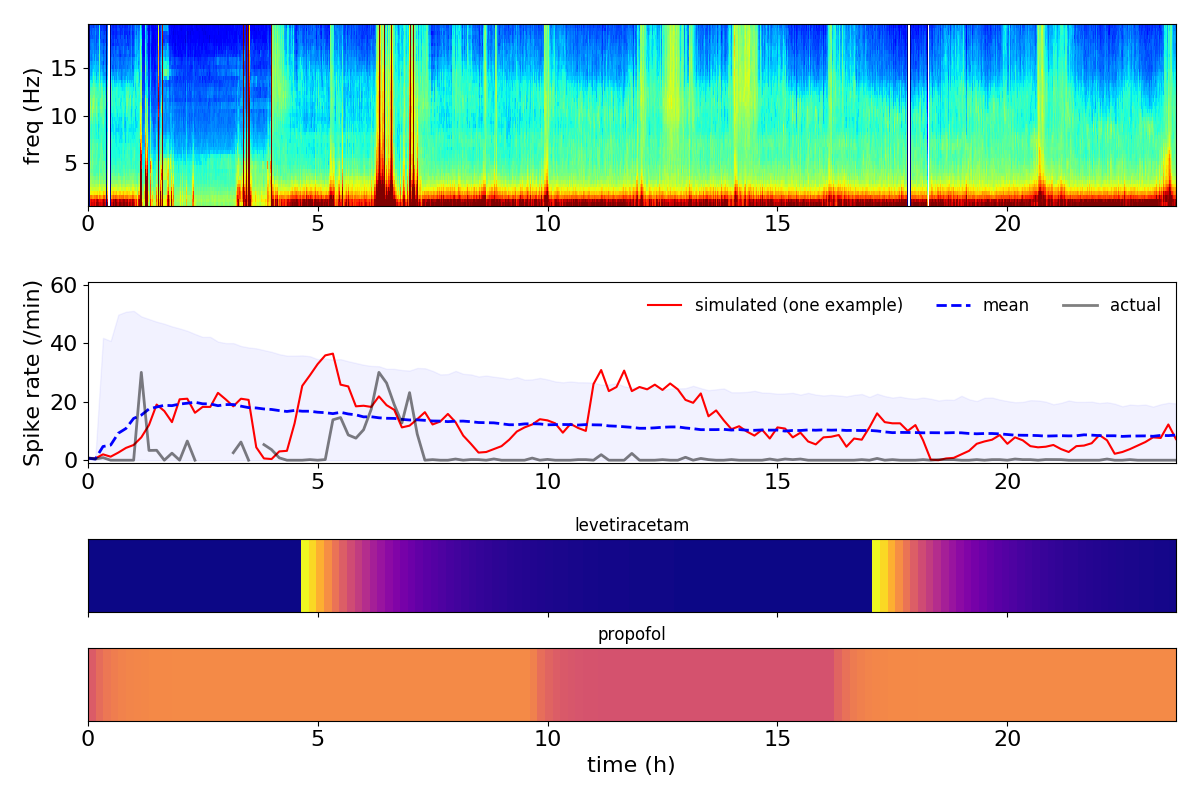 freq (Hz)
15
10
5
0 5 10 15 20
Spike rate (/min)
60
40
20
0
simulated (one example) mean actual
0 5 10 15 20
levetiracetam
propofol
0 5 10 15 20
time (h)